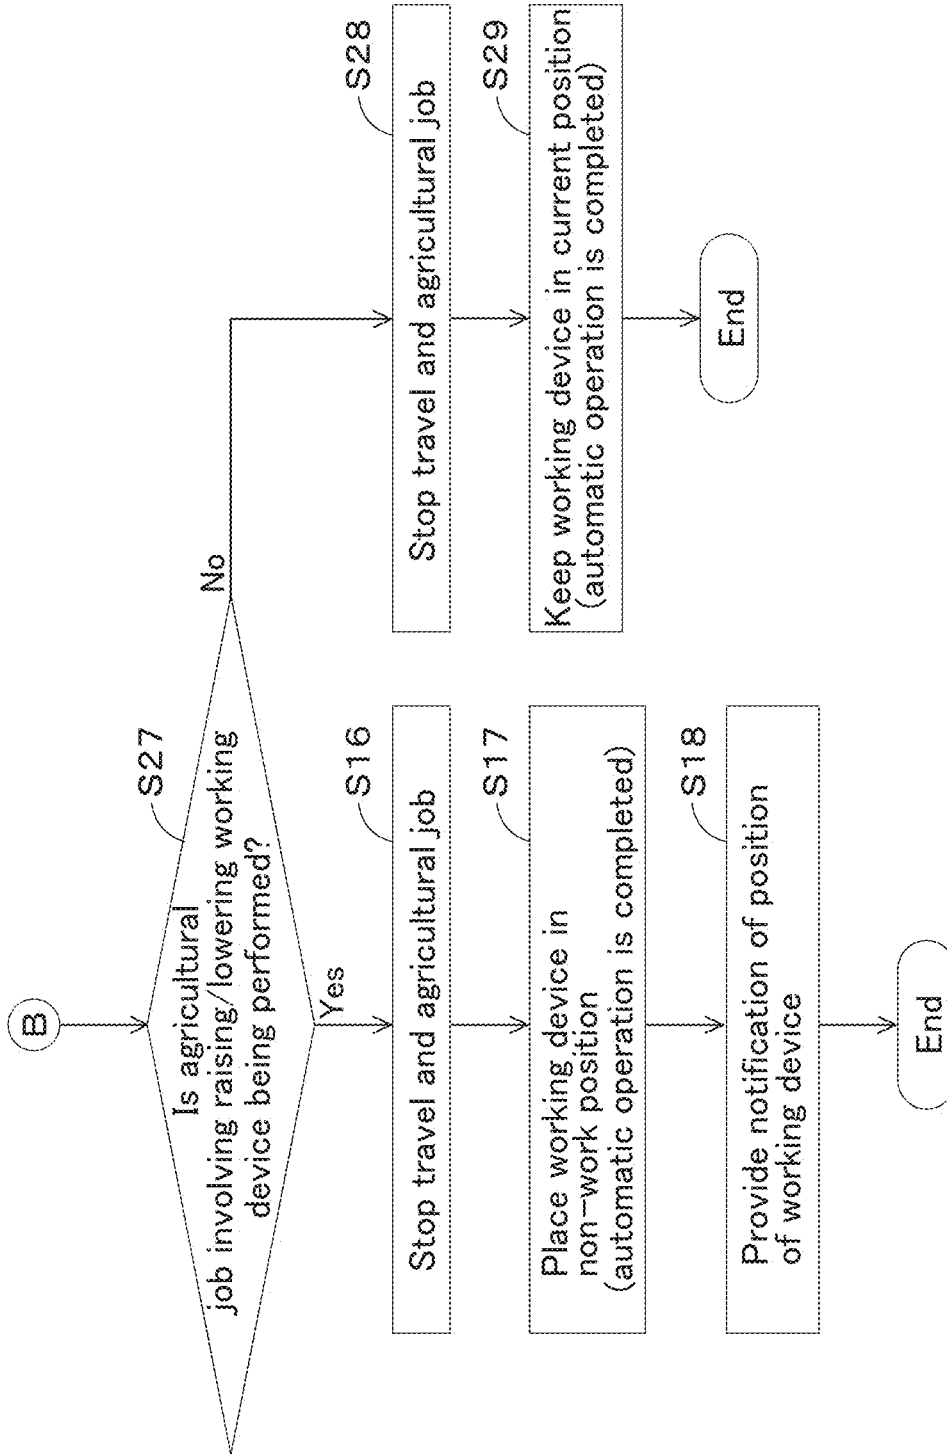 B
S27
Is agricultural
job involving raising/lowering working
device being performed?
No
Yes
S16
Stop travel and agricultural job
S17
Place working device in
non-work position
(automatic operation is completed)
S18
Provide notification of position
of working device
End
S28
Stop travel and agricultural job
S29
Keep working device in current position
(automatic operation is completed)
End